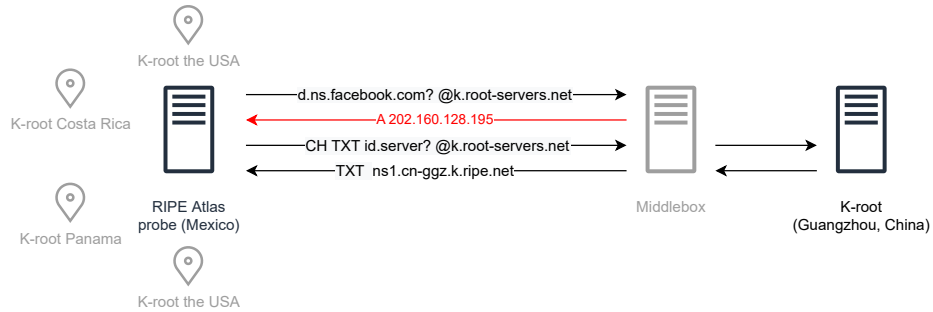 K-root the USA
K-root Costa Rica
d.ns.facebook.com? @k.root-servers.net
A 202.160.128.195
CH TXT id.server? @k.root-servers.net
TXT ns1.cn-ggz.k.ripe.net
RIPE Atlas
probe (Mexico)
Middlebox
K-root
(Guangzhou, China)
K-root Panama
K-root the USA